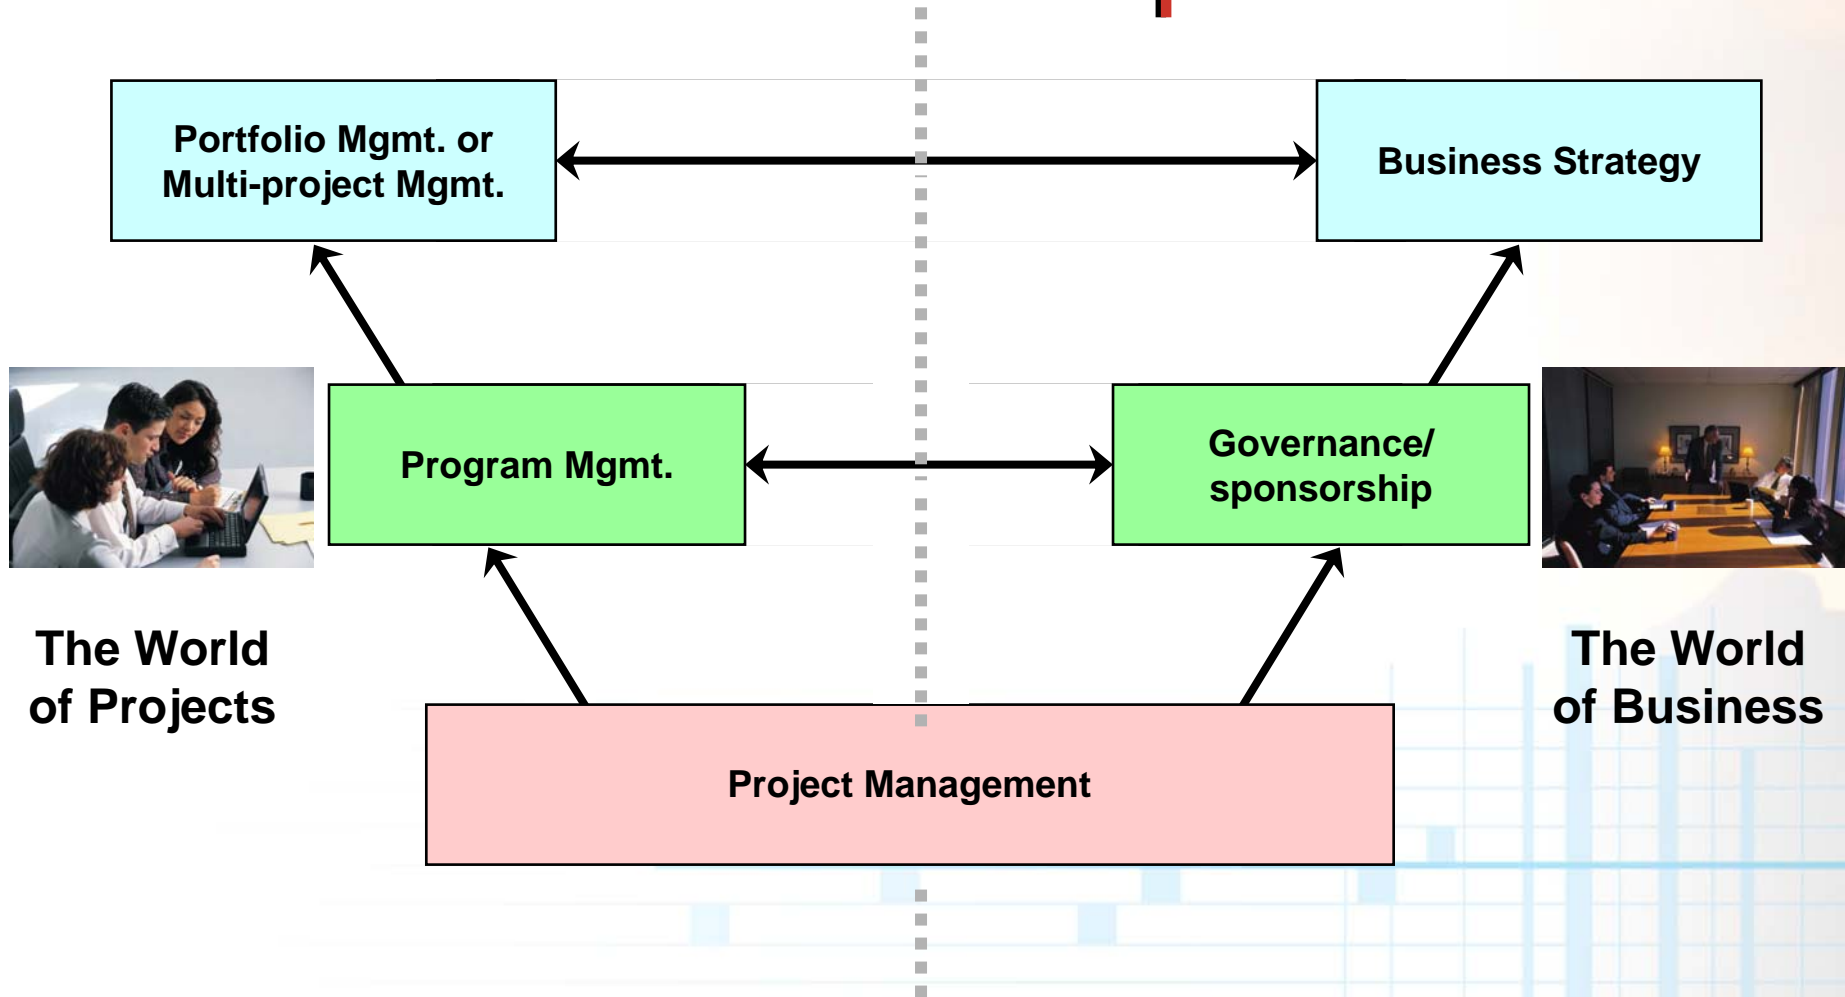 Portfolio Mgmt. or
Multi-project Mgmt.
Business Strategy
Program Mgmt.
Governance/
sponsorship
The World
of Projects
The World
of Business
Project Management